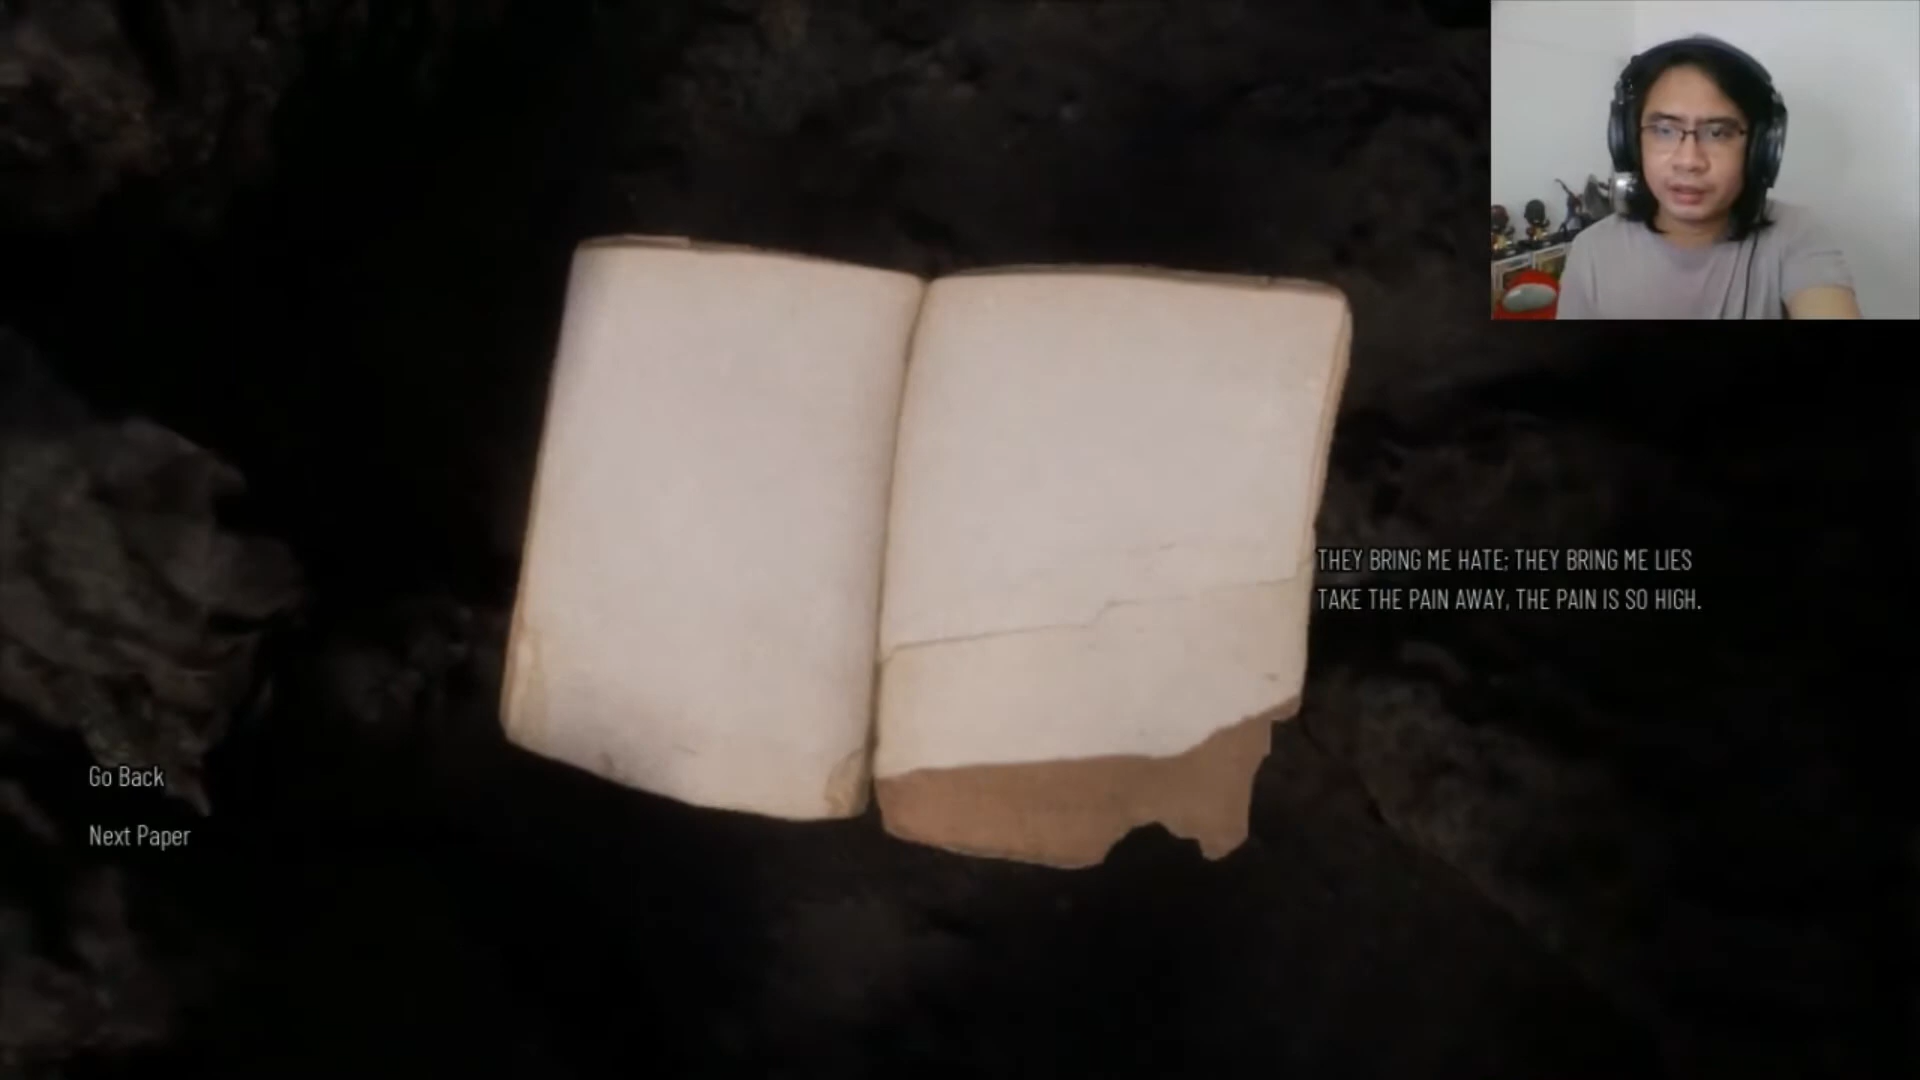 THEY BRING ME HATE; THEY BRING ME LIES
TAKE THE PAIN AWAY, THE PAIN IS SO HIGH.
Go Back
Next Paper